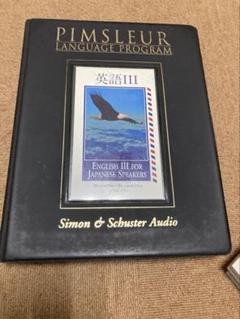 PIMSLEUR
LANGUAGE PROGRAM
英語III
ENGLISH III FOR
JAPANESE SPEAKERS
Simon & Schuster Audio